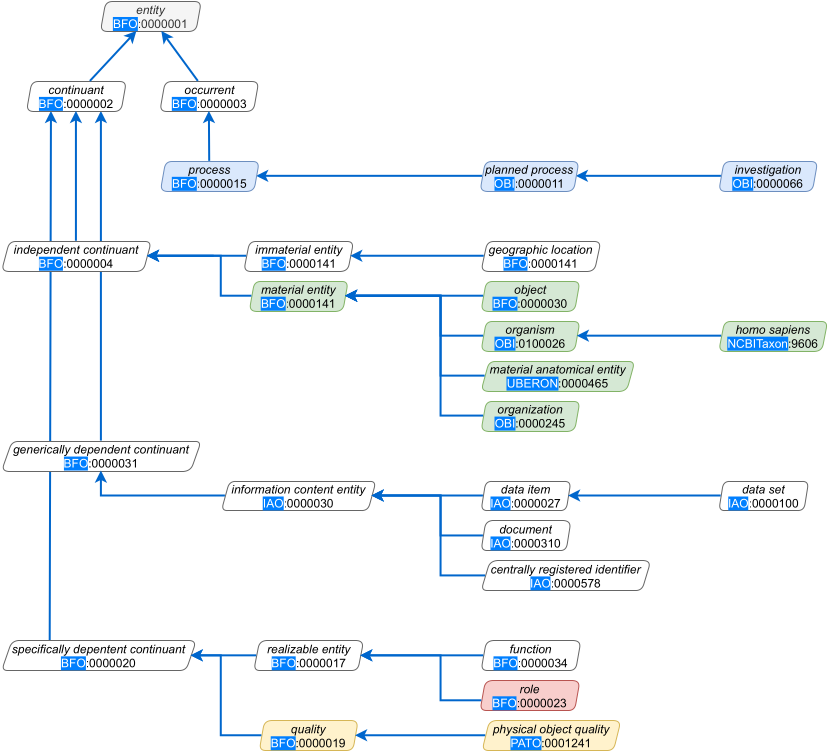 entity
BFO:0000001
continuant
BFO:0000002
occurrent
BFO:0000003
process
BFO:0000015
planned process
OBI:0000011
investigation
OBI:0000066
independent continuant
BFO:0000004
immaterial entity
BFO:0000141
geographic location
BFO:0000141
material entity
BFO:0000141
object
BFO:0000030
organism
OBI:0100026
homo sapiens
NCBITaxon:9606
material anatomical entity
UBERON:0000465
organization
OBI:0000245
generically dependent continuant
BFO:0000031
information content entity
IAO:0000030
data item
IAO:0000027
data set
IAO:0000100
document
IAO:0000310
centrally registered identifier
IAO:0000578
specifically depentent continuant
BFO:0000020
realizable entity
BFO:0000017
function
BFO:0000034
role
BFO:0000023
quality
BFO:0000019
physical object quality
PATO:0001241